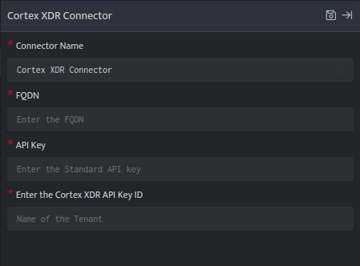 Cortex XDR Connector
* Connector Name
Cortex XDR Connector
* FQDN
Enter the FQDN
* API Key
Enter the Standard API key
* Enter the Cortex XDR API Key ID
Name of the Tenant